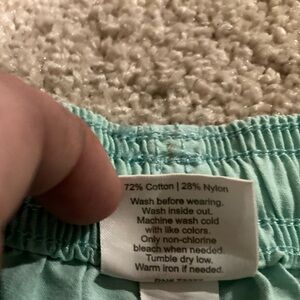 72% Cotton | 28% Nylon
Wash before wearing.
Wash inside out.
Machine wash cold
with like colors.
Only non-chlorine
bleach when needed.
Tumble dry low.
Warm iron if needed.